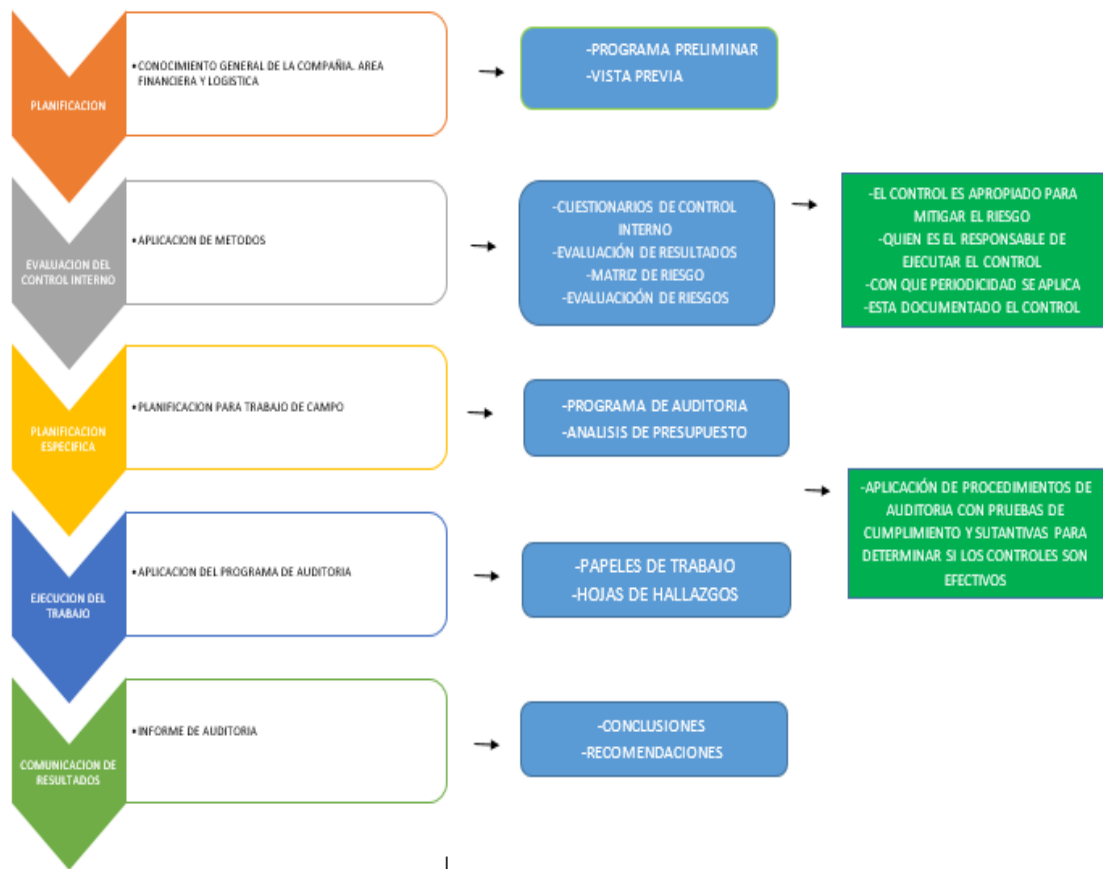 PLANIFICACION
•CONOCIMIENTO GENERAL DE LA COMPAÑIA. AREA
FINANCIERA Y LOGISTICA
-PROGRAMA PRELIMINAR
-VISTA PREVIA
EVALUACION DEL
CONTROL INTERNO
•APLICACION DE METODOS
-CUESTIONARIOS DE CONTROL
INTERNO
-EVALUACIÓN DE RESULTADOS
-MATRIZ DE RIESGO
-EVALUACIOÓN DE RIESGOS
-EL CONTROL ES APROPIADO PARA
MITIGAR EL RIESGO
-QUIEN ES EL RESPONSABLE DE
EJECUTAR EL CONTROL
-CON QUE PERIODICIDAD SE APLICA
-ESTA DOCUMENTADO EL CONTROL
PLANIFICACION
ESPECIFICA
•PLANIFICACION PARA TRABAJO DE CAMPO
-PROGRAMA DE AUDITORIA
-ANALISIS DE PRESUPUESTO
-APLICACIÓN DE PROCEDIMIENTOS DE
AUDITORIA CON PRUEBAS DE
CUMPLIMIENTO Y SUTANTIVAS PARA
DETERMINAR SI LOS CONTROLES SON
EFECTIVOS
EJECUCION DEL
TRABAJO
•APLICACION DEL PROGRAMA DE AUDITORIA
-PAPELES DE TRABAJO
-HOJAS DE HALLAZGOS
COMUNICACION DE
RESULTADOS
•INFORME DE AUDITORIA
-CONCLUSIONES
-RECOMENDACIONES